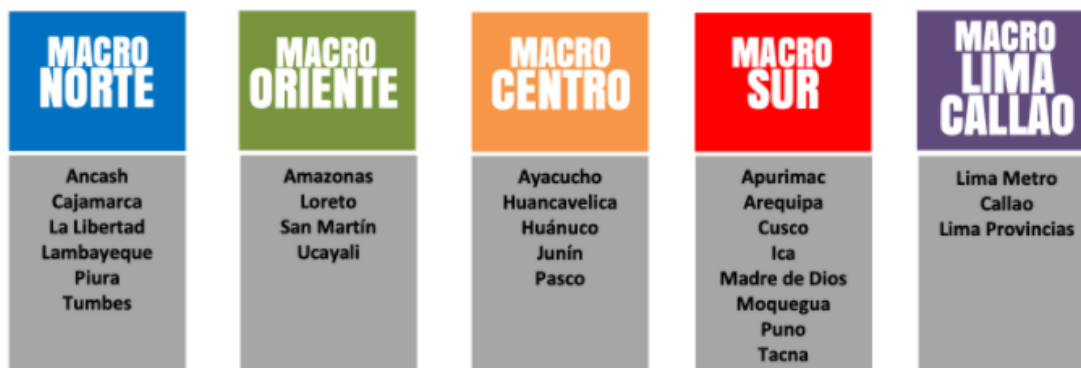 MACRO
NORTE
Ancash
Cajamarca
La Libertad
Lambayeque
Piura
Tumbes
MACRO
ORIENTE
Amazonas
Loreto
San Martín
Ucayali
MACRO
CENTRO
Ayacucho
Huancavelica
Huánuco
Junín
Pasco
MACRO
SUR
Apurimac
Arequipa
Cusco
Ica
Madre de Dios
Moquegua
Puno
Tacna
MACRO
LIMA
CALLAO
Lima Metro
Callao
Lima Provincias